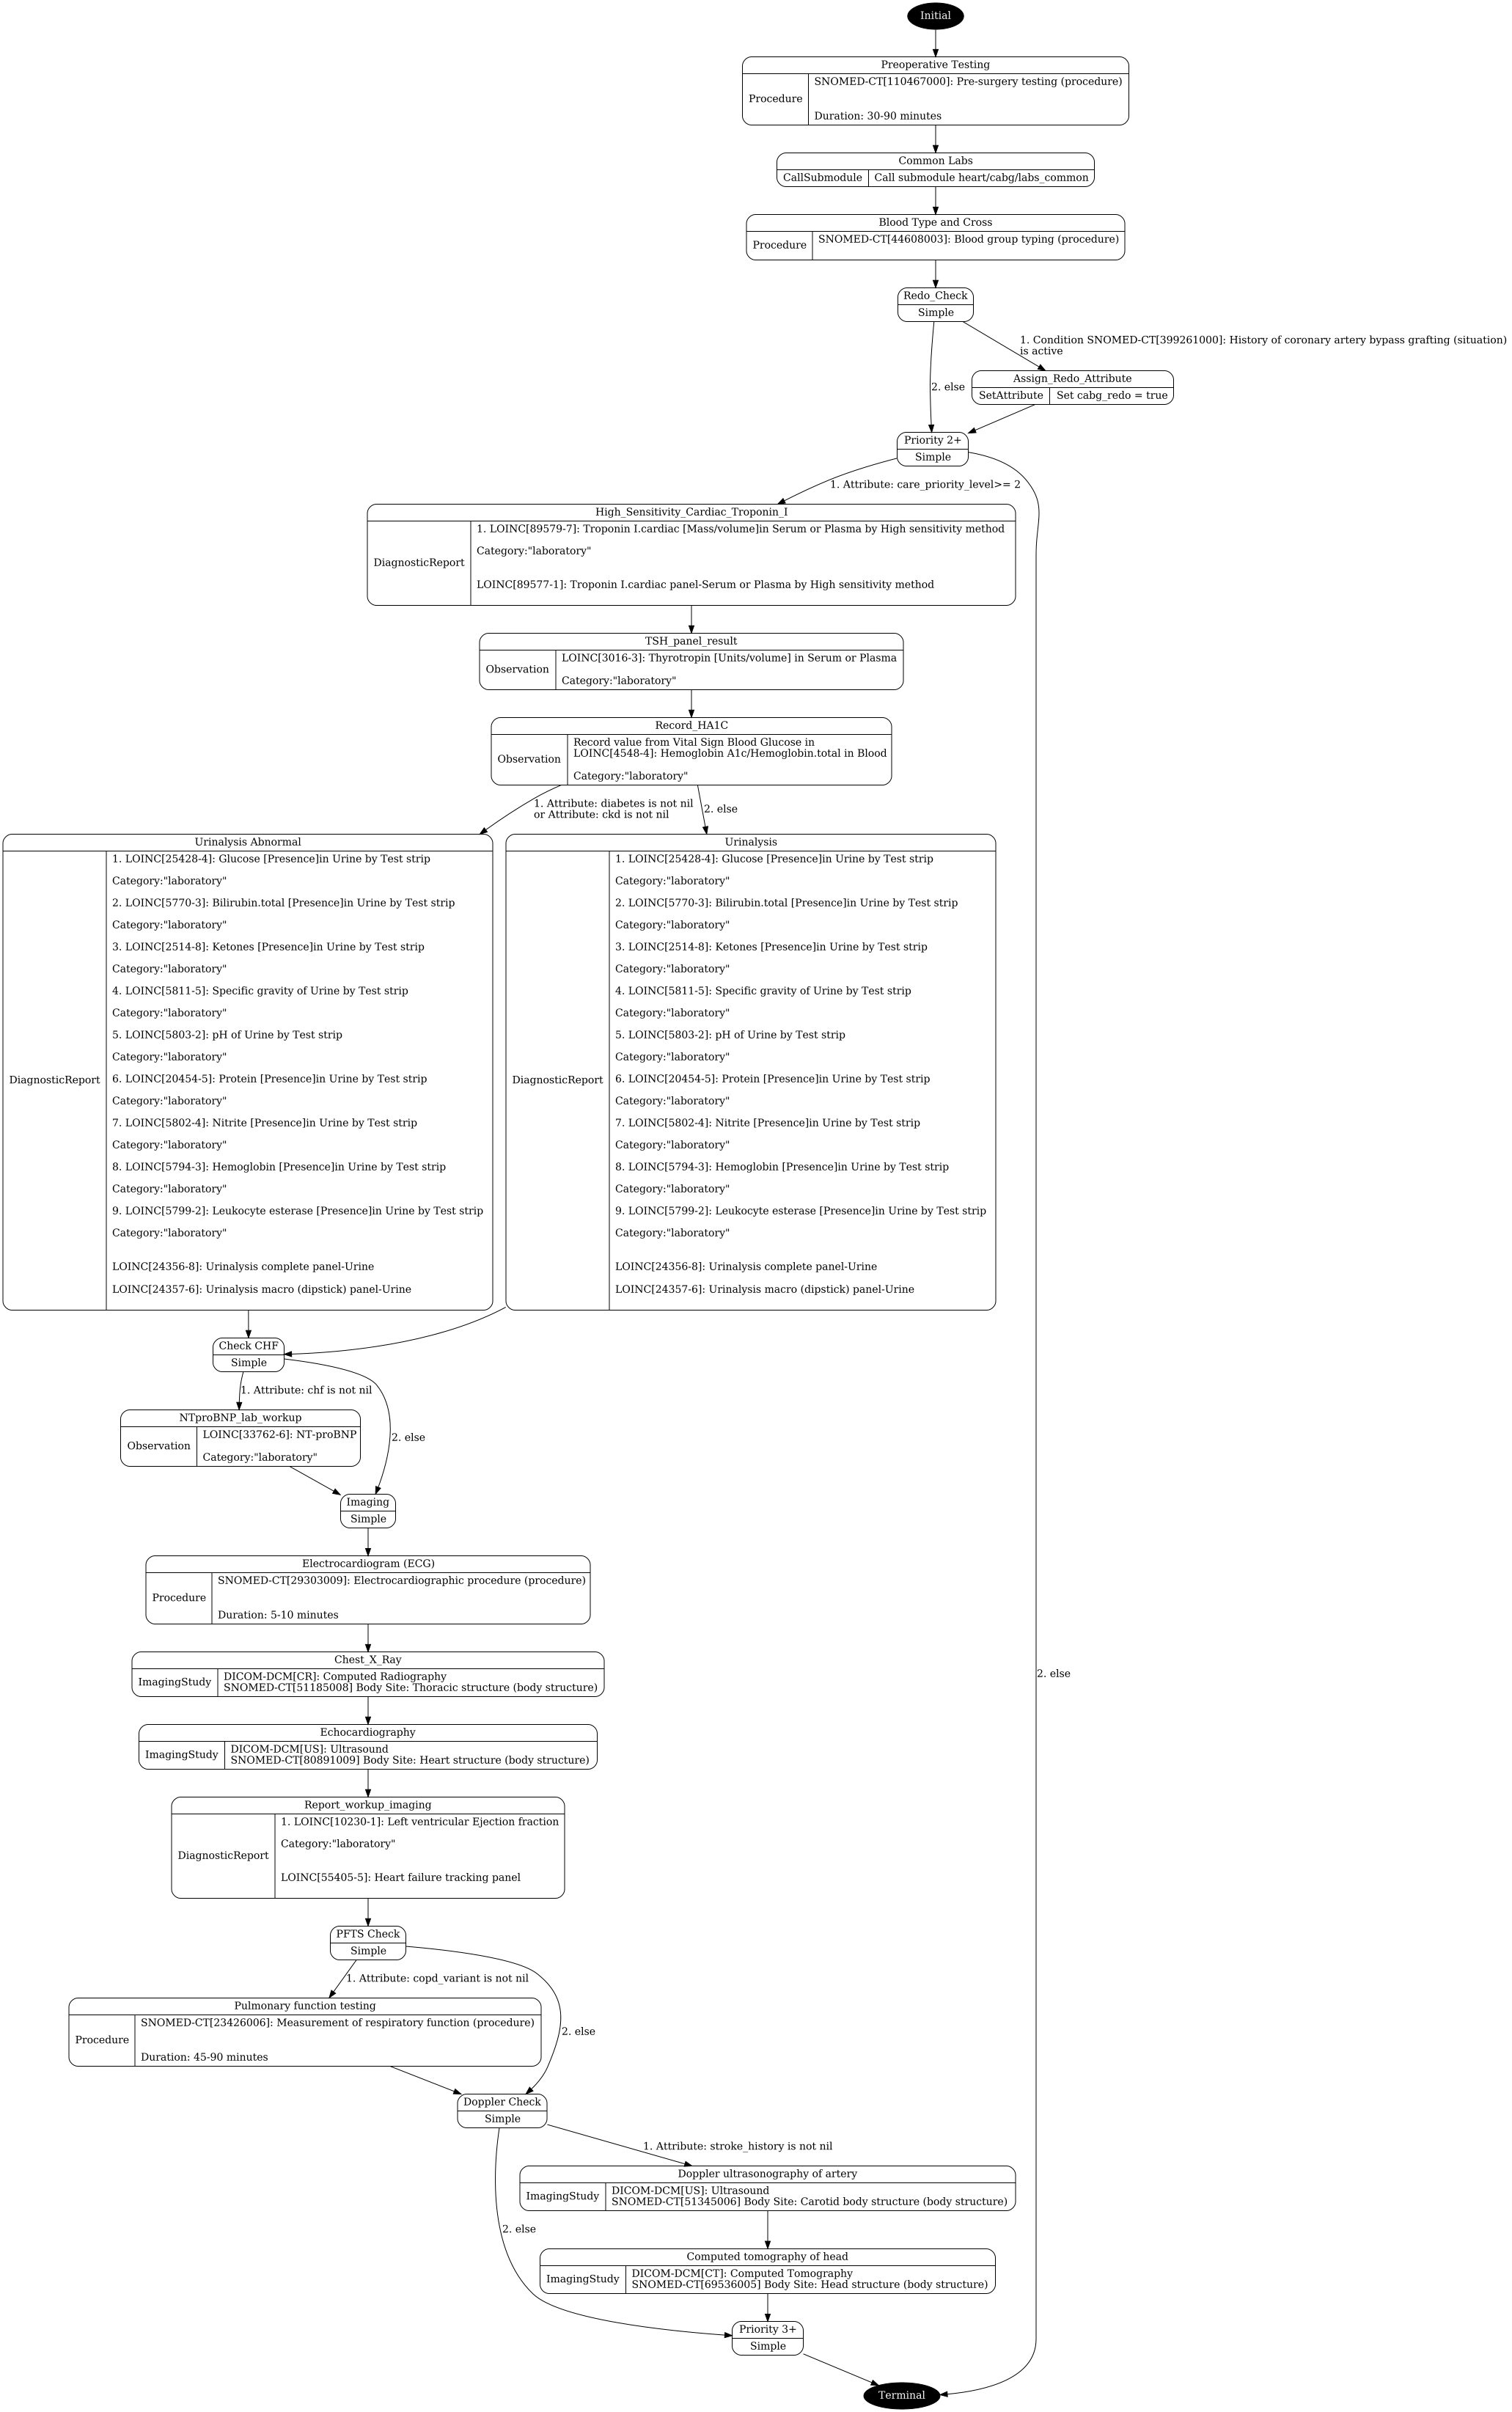 Initial
Preoperative Testing
Procedure
SNOMED-CT[110467000]: Pre-surgery testing (procedure)
Duration: 30-90 minutes
Common Labs
CallSubmodule
Call submodule heart/cabg/labs_common
Blood Type and Cross
Procedure
SNOMED-CT[44608003]: Blood group typing (procedure)
Redo_Check
Simple
1. Condition SNOMED-CT[399261000]: History of coronary artery bypass grafting (situation)
is active
2. else
Assign_Redo_Attribute
SetAttribute
Set cabg_redo = true
Priority 2+
Simple
1. Attribute: care_priority_level>= 2
High_Sensitivity_Cardiac_Troponin_I
DiagnosticReport
1. LOINC[89579-7]: Troponin I.cardiac [Mass/volume]in Serum or Plasma by High sensitivity method
Category:"laboratory"
LOINC[89577-1]: Troponin I.cardiac panel-Serum or Plasma by High sensitivity method
TSH_panel_result
Observation
LOINC[3016-3]: Thyrotropin [Units/volume] in Serum or Plasma
Category:"laboratory"
Record_HA1C
Observation
Record value from Vital Sign Blood Glucose in
LOINC[4548-4]: Hemoglobin A1c/Hemoglobin.total in Blood
Category:"laboratory"
1. Attribute: diabetes is not nil
or Attribute: ckd is not nil
2. else
Urinalysis Abnormal
DiagnosticReport
1. LOINC[25428-4]: Glucose [Presence]in Urine by Test strip
Category:"laboratory"
2. LOINC[5770-3]: Bilirubin.total [Presence]in Urine by Test strip
Category:"laboratory"
3. LOINC[2514-8]: Ketones [Presence]in Urine by Test strip
Category:"laboratory"
4. LOINC[5811-5]: Specific gravity of Urine by Test strip
Category:"laboratory"
5. LOINC[5803-2]: pH of Urine by Test strip
Category:"laboratory"
6. LOINC[20454-5]: Protein [Presence]in Urine by Test strip
Category:"laboratory"
7. LOINC[5802-4]: Nitrite [Presence]in Urine by Test strip
Category:"laboratory"
8. LOINC[5794-3]: Hemoglobin [Presence]in Urine by Test strip
Category:"laboratory"
9. LOINC[5799-2]: Leukocyte esterase [Presence]in Urine by Test strip
Category:"laboratory"
LOINC[24356-8]: Urinalysis complete panel-Urine
LOINC[24357-6]: Urinalysis macro (dipstick) panel-Urine
Urinalysis
DiagnosticReport
1. LOINC[25428-4]: Glucose [Presence]in Urine by Test strip
Category:"laboratory"
2. LOINC[5770-3]: Bilirubin.total [Presence]in Urine by Test strip
Category:"laboratory"
3. LOINC[2514-8]: Ketones [Presence]in Urine by Test strip
Category:"laboratory"
4. LOINC[5811-5]: Specific gravity of Urine by Test strip
Category:"laboratory"
5. LOINC[5803-2]: pH of Urine by Test strip
Category:"laboratory"
6. LOINC[20454-5]: Protein [Presence]in Urine by Test strip
Category:"laboratory"
7. LOINC[5802-4]: Nitrite [Presence]in Urine by Test strip
Category:"laboratory"
8. LOINC[5794-3]: Hemoglobin [Presence]in Urine by Test strip
Category:"laboratory"
9. LOINC[5799-2]: Leukocyte esterase [Presence]in Urine by Test strip
Category:"laboratory"
LOINC[24356-8]: Urinalysis complete panel-Urine
LOINC[24357-6]: Urinalysis macro (dipstick) panel-Urine
Check CHF
Simple
1. Attribute: chf is not nil
2. else
NTproBNP_lab_workup
Observation
LOINC[33762-6]: NT-proBNP
Category:"laboratory"
Imaging
Simple
Electrocardiogram (ECG)
Procedure
SNOMED-CT[29303009]: Electrocardiographic procedure (procedure)
Duration: 5-10 minutes
Chest_X_Ray
ImagingStudy
DICOM-DCM[CR]: Computed Radiography
SNOMED-CT[51185008] Body Site: Thoracic structure (body structure)
2. else
Echocardiography
ImagingStudy
DICOM-DCM[US]: Ultrasound
SNOMED-CT[80891009] Body Site: Heart structure (body structure)
Report_workup_imaging
DiagnosticReport
1. LOINC[10230-1]: Left ventricular Ejection fraction
Category:"laboratory"
LOINC[55405-5]: Heart failure tracking panel
PFTS Check
Simple
1. Attribute: copd_variant is not nil
2. else
Pulmonary function testing
Procedure
SNOMED-CT[23426006]: Measurement of respiratory function (procedure)
Duration: 45-90 minutes
Doppler Check
Simple
1. Attribute: stroke_history is not nil
Doppler ultrasonography of artery
ImagingStudy
DICOM-DCM[US]: Ultrasound
SNOMED-CT[51345006] Body Site: Carotid body structure (body structure)
2. else
Computed tomography of head
ImagingStudy
DICOM-DCM[CT]: Computed Tomography
SNOMED-CT[69536005] Body Site: Head structure (body structure)
Priority 3+
Simple
Terminal